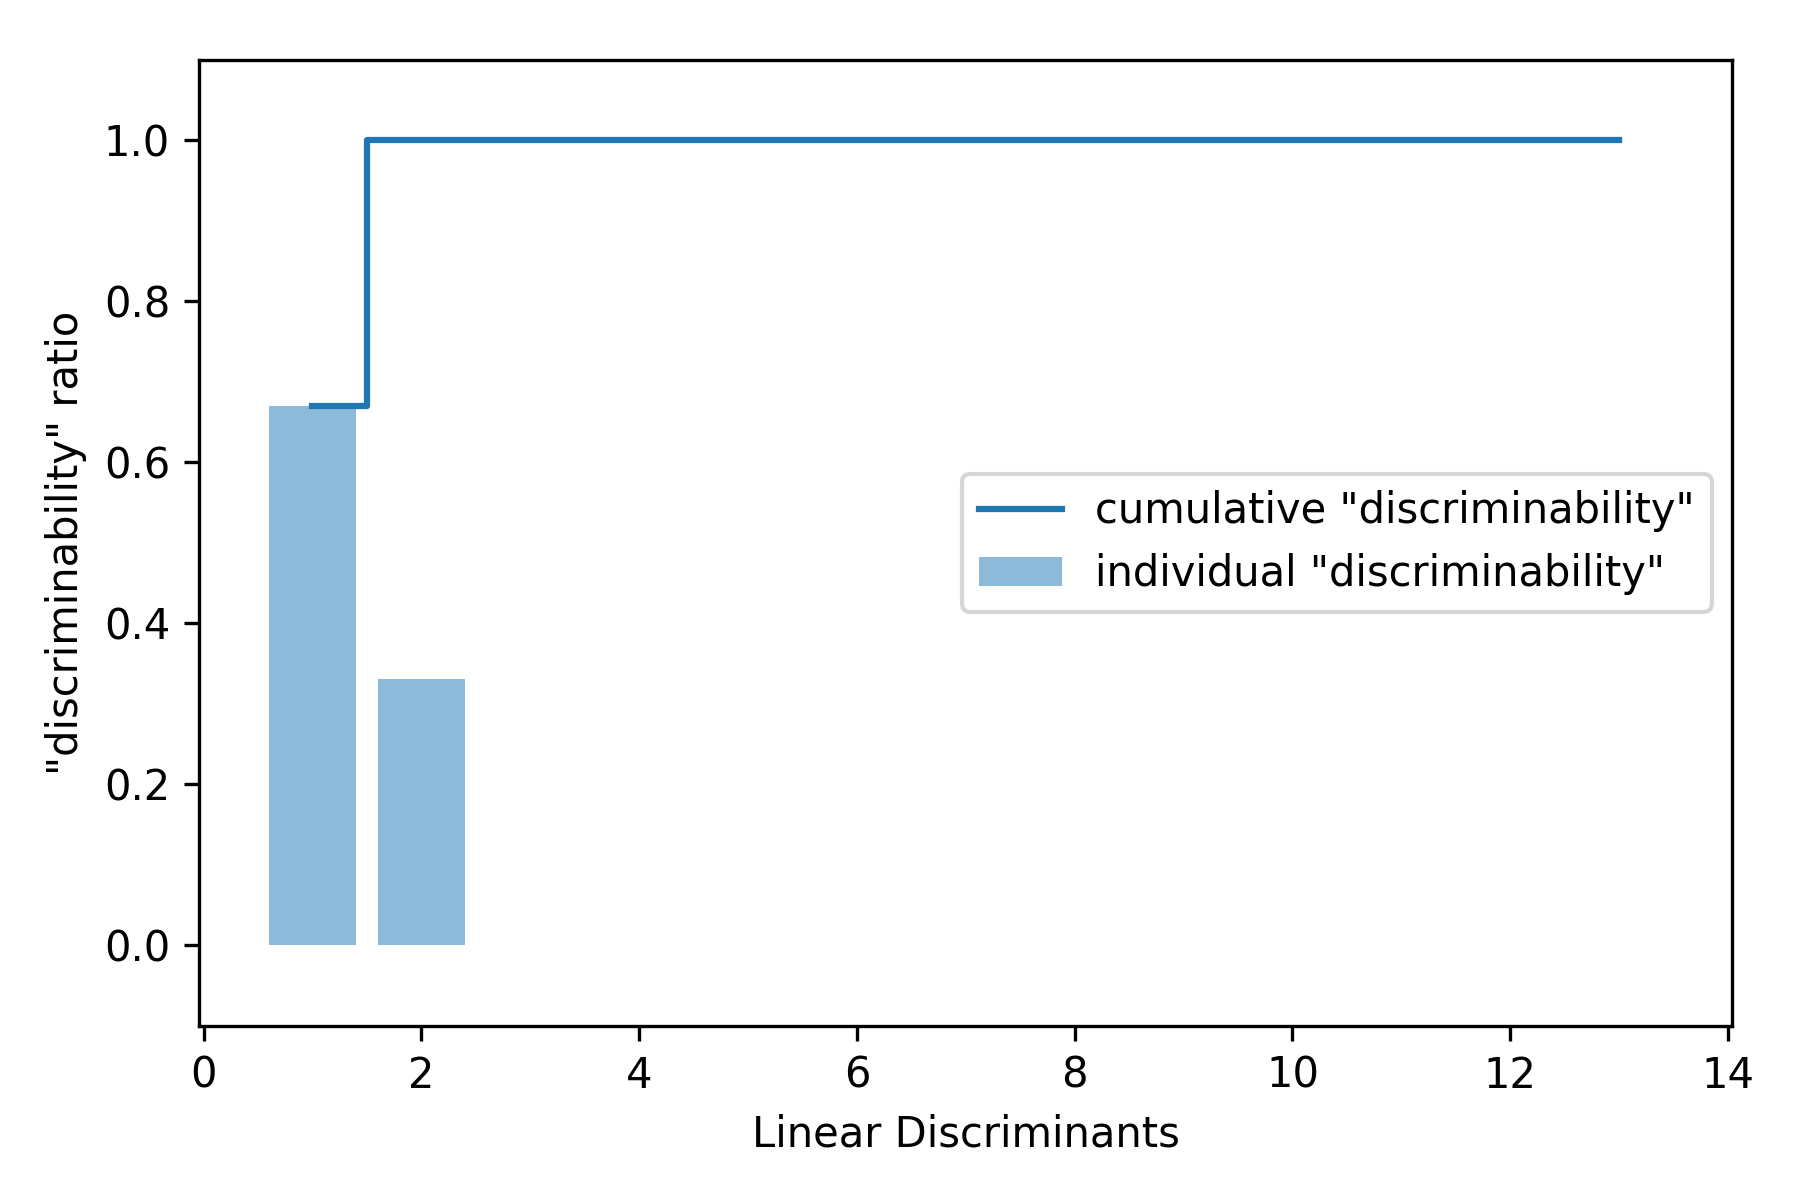 1.0
0.8
0.6
0.4
0.2
0.0
"discriminability" ratio
cumulative "discriminability"
individual "discriminability"
0 2 4 6 8 10 12 14
Linear Discriminants